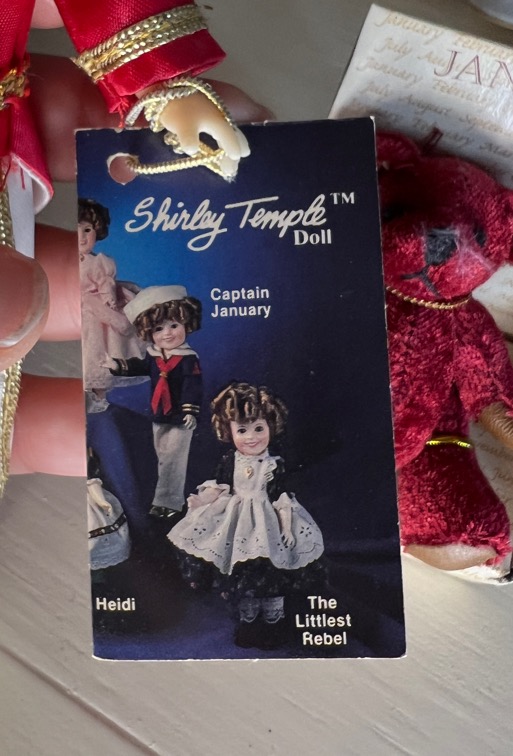 Shirley Temple™
Doll
Captain
January
Heidi
The
Littlest
Rebel
JAN